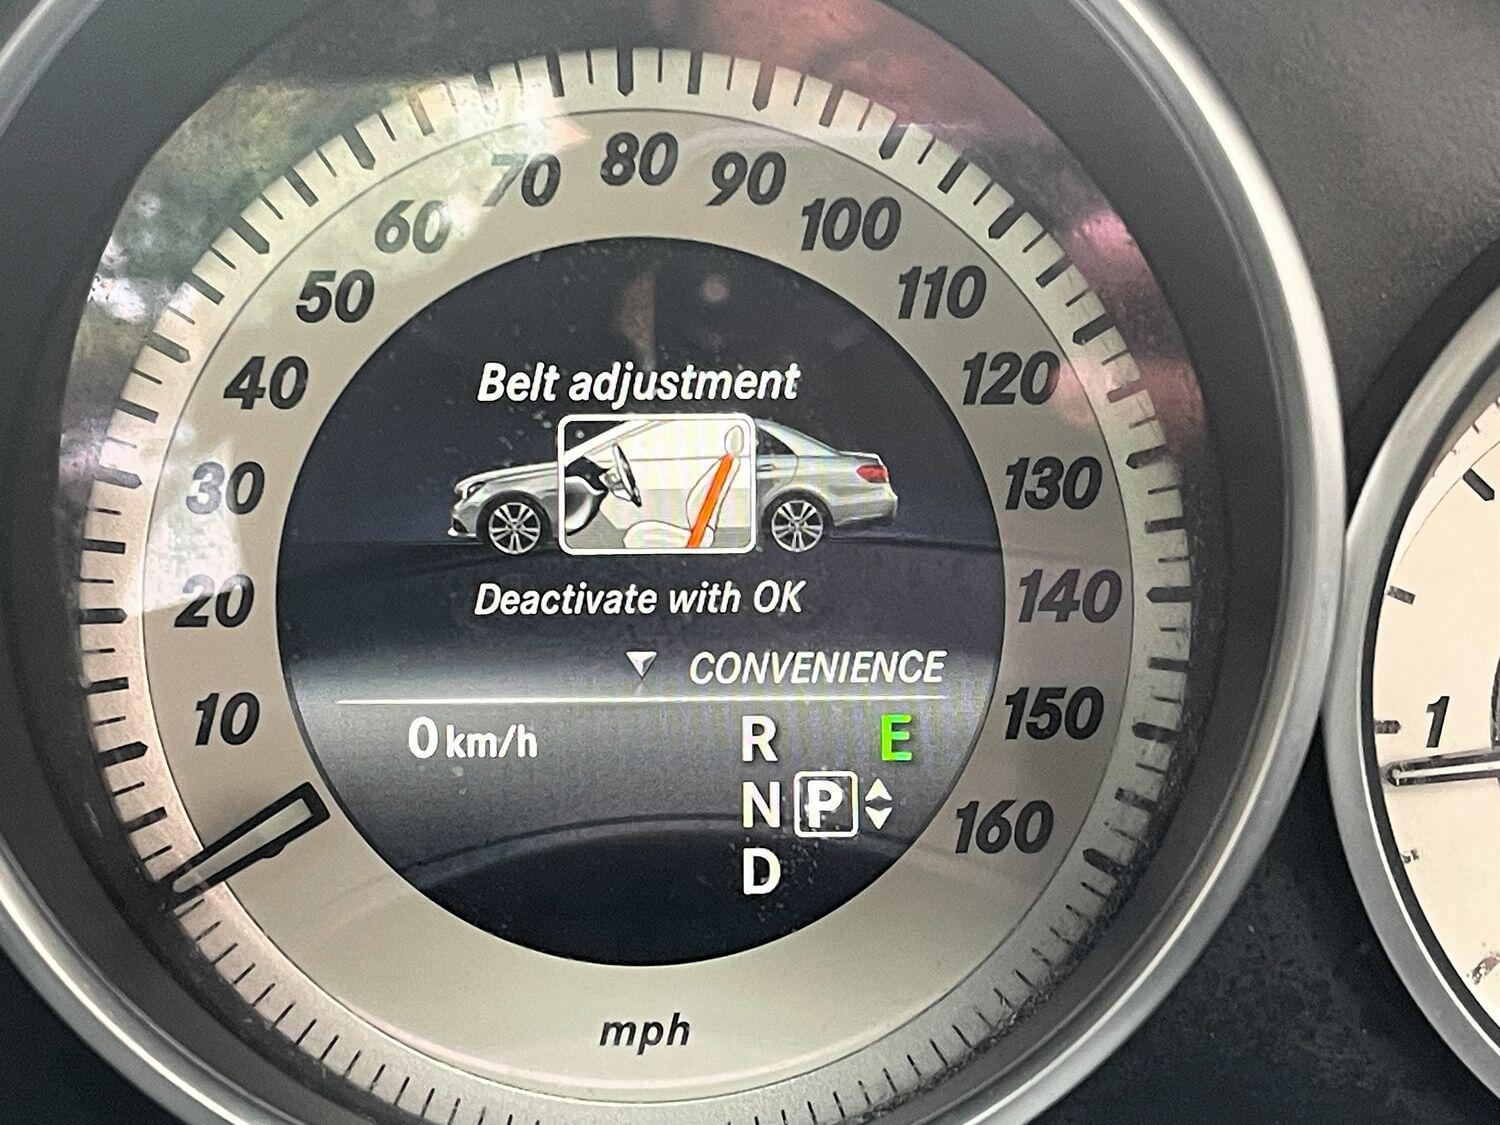 10
20
30
40
50
60
70
80
90
100
110
120
130
140
150
160
Belt adjustment
Deactivate with OK
CONVENIENCE
0 km/h
R E
N P
D
mph
1